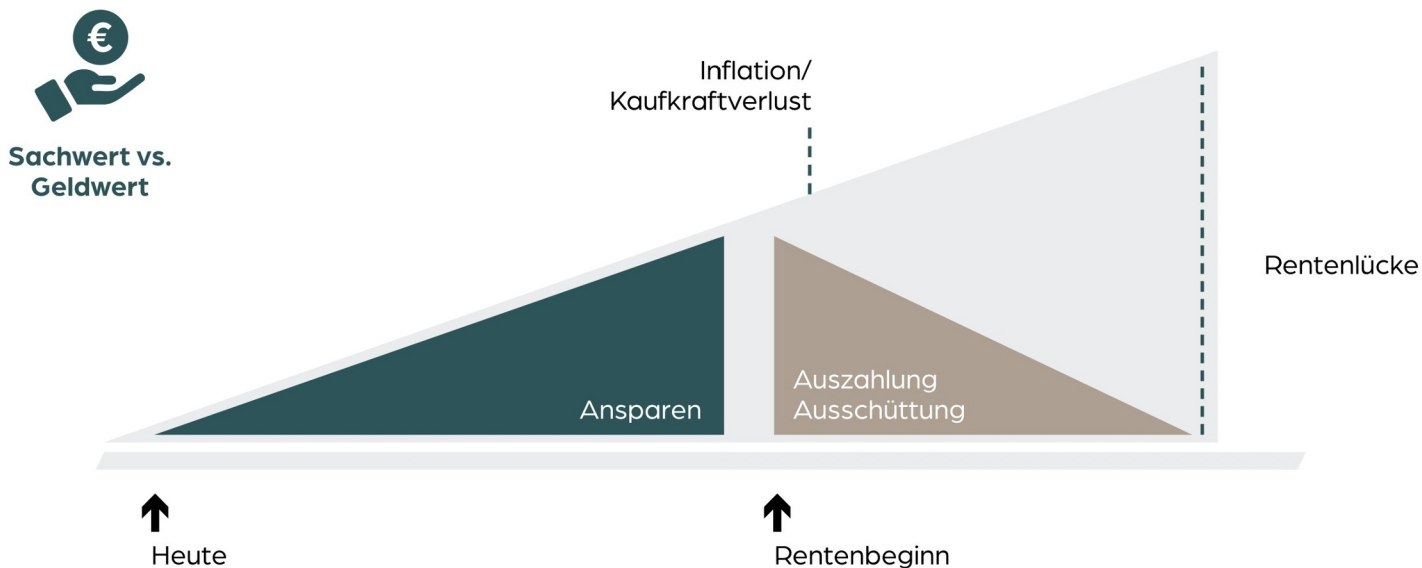 €
Sachwert vs.
Geldwert
Inflation/
Kaufkraftverlust
Rentenlücke
Ansparen
Auszahlung
Ausschüttung
Heute
Rentenbeginn